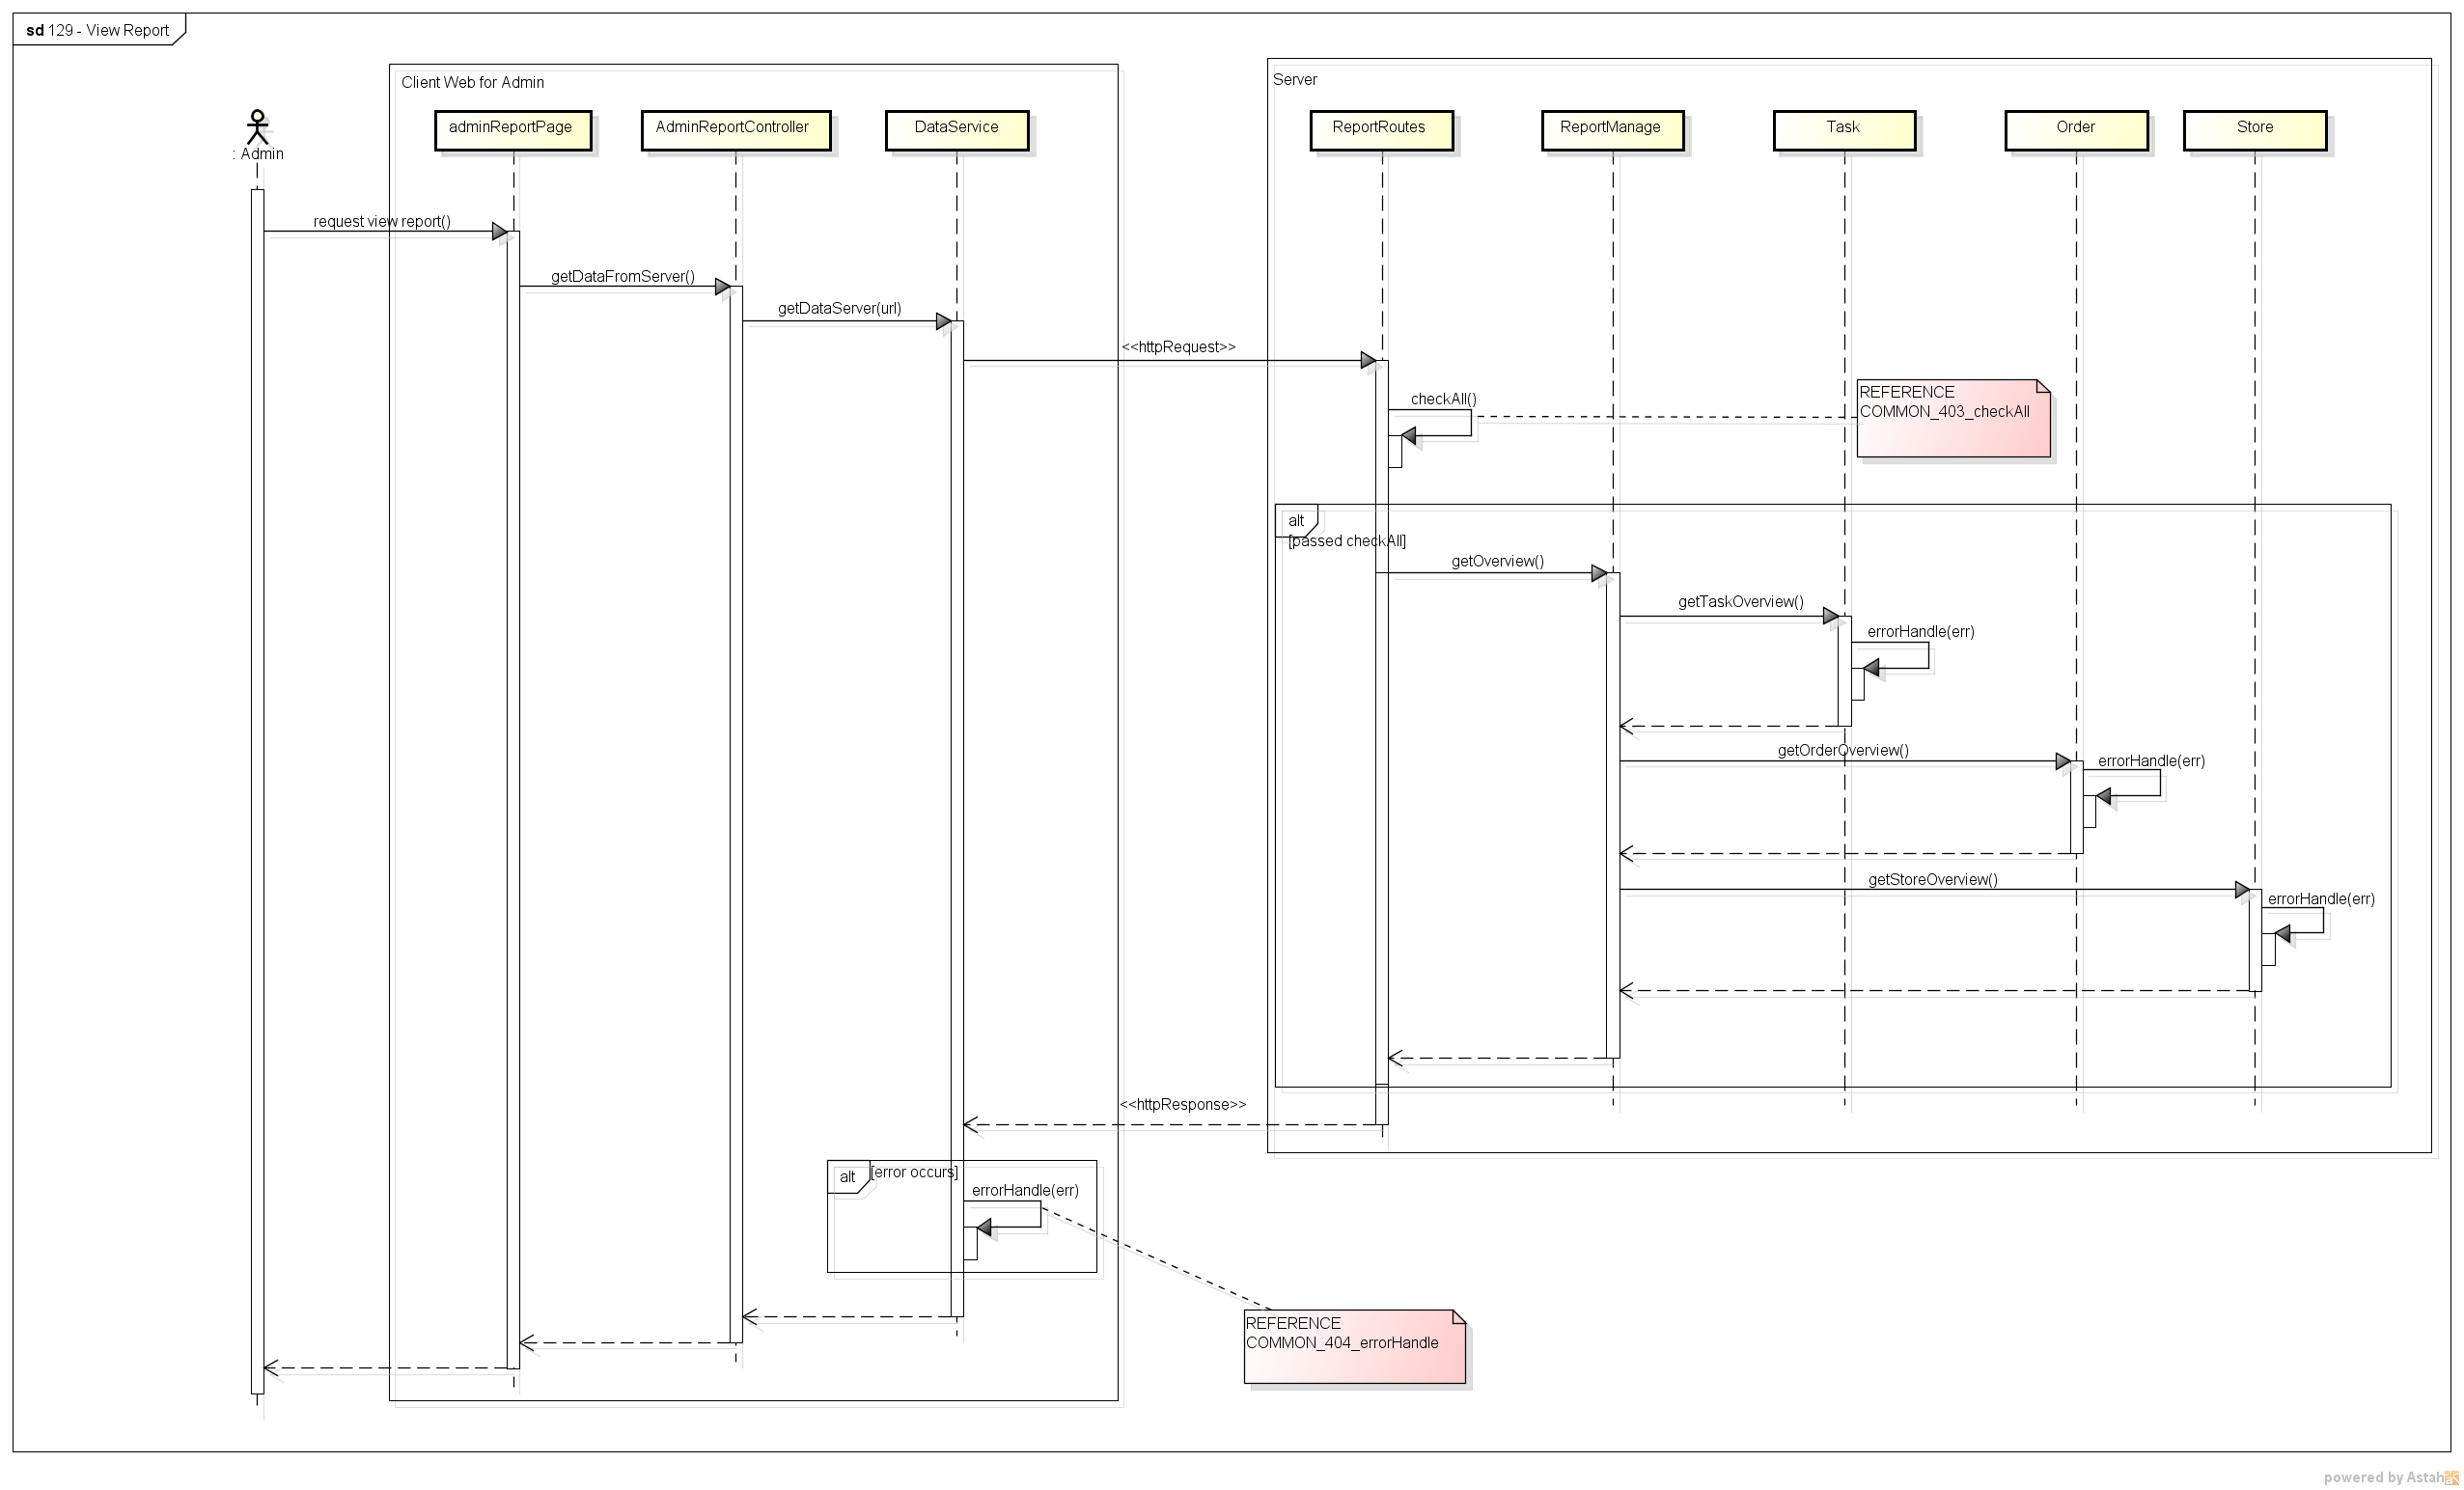 sd 129 - View Report
Client Web for Admin
Server
: Admin
adminReportPage
AdminReportController
DataService
ReportRoutes
ReportManage
Task
Order
Store
request view report()
getDataFromServer()
getDataServer(url)
<<httpRequest>>
checkAll()
REFERENCE
COMMON_403_checkAll
alt
[passed checkAll]
getOverview()
getTaskOverview()
errorHandle(err)
getOrderOverview()
errorHandle(err)
getStoreOverview()
errorHandle(err)
<<httpResponse>>
alt
[error occurs]
errorHandle(err)
REFERENCE
COMMON_404_errorHandle
powered by Astah